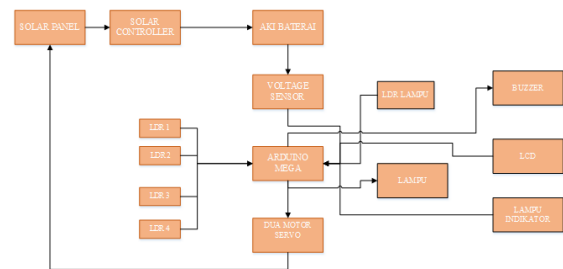 SOLAR PANEL
SOLAR
CONTROLLER
AKI BATERAI
VOLTAGE
SENSOR
LDR LAMPU
BUZZER
LDR 1
LDR 2
LDR 3
LDR 4
ARDUINO
MEGA
LCD
LAMPU
LAMPU
INDIKATOR
DUA MOTOR
SERVO